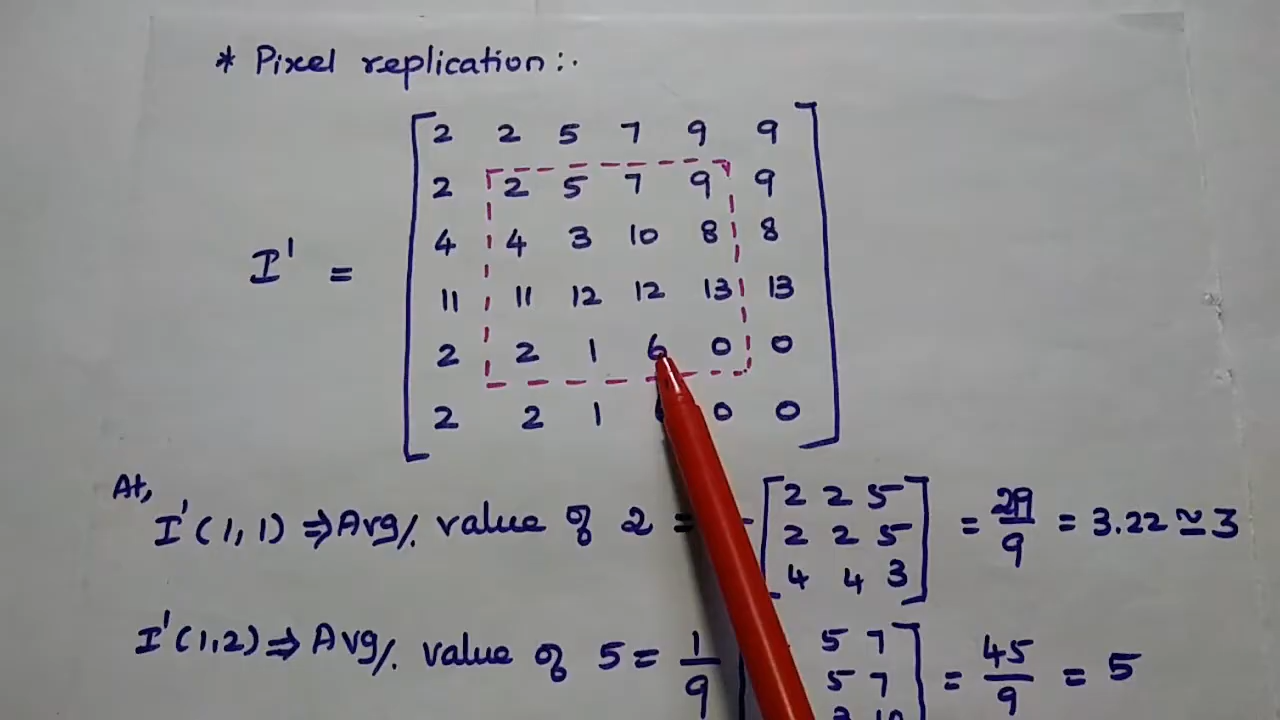 * Pixel replication :.
2 2 5 7 9 9
2 2 5 7 9 9
4 4 3 10 8 8
I' = 11 11 12 12 13 13
2 2 1 6 0 0
2 2 1 0 0
At,
I'(1,1) ⇒ Avg/. value of 2 = [2 2 5
2 2 5
4 4 3] = 29/9 = 3.22 ≃ 3
I'(1,2) ⇒ Avg/. value of 5 = 1/9 [5 7
5 7
= 45/9 = 5